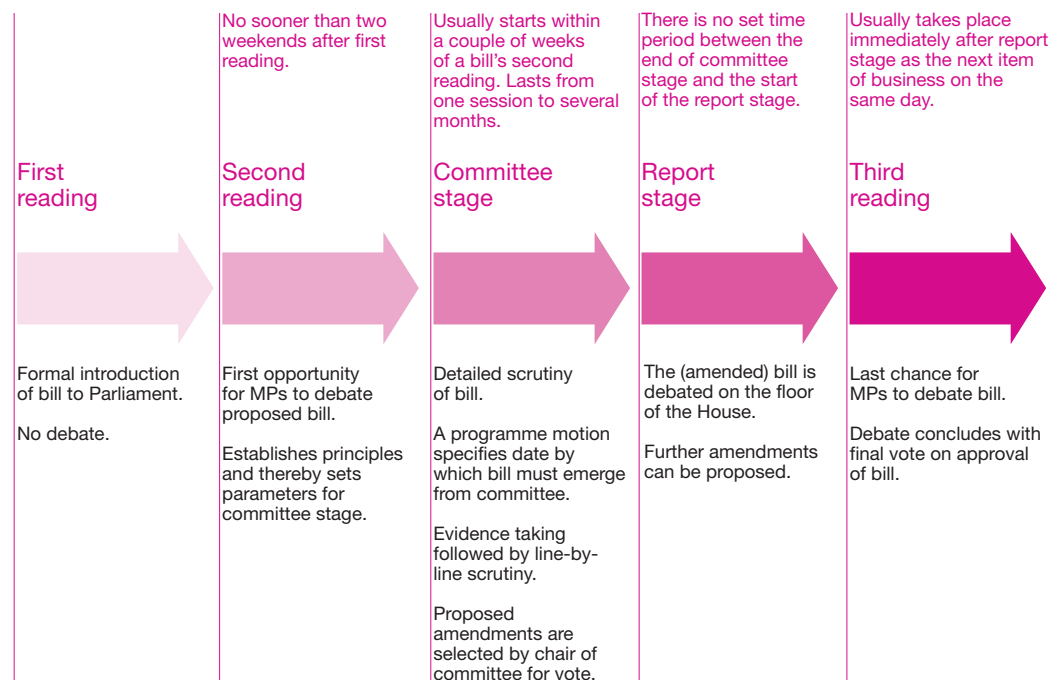 No sooner than two
weekends after first
reading.
Usually starts within
a couple of weeks
of a bill's second
reading. Lasts from
one session to several
months.
There is no set time
period between the
end of committee
stage and the start
of the report stage.
Usually takes place
immediately after report
stage as the next item
of business on the
same day.
First
reading
Second
reading
Committee
stage
Report
stage
Third
reading
Formal introduction
of bill to Parliament.
No debate.
First opportunity
for MPs to debate
proposed bill.
Establishes principles
and thereby sets
parameters for
committee stage.
Detailed scrutiny
of bill.
A programme motion
specifies date by
which bill must emerge
from committee.
Evidence taking
followed by line-by-
line scrutiny.
Proposed
amendments are
selected by chair of
committee for vote.
The (amended) bill is
debated on the floor
of the House.
Further amendments
can be proposed.
Last chance for
MPs to debate bill.
Debate concludes with
final vote on approval
of bill.